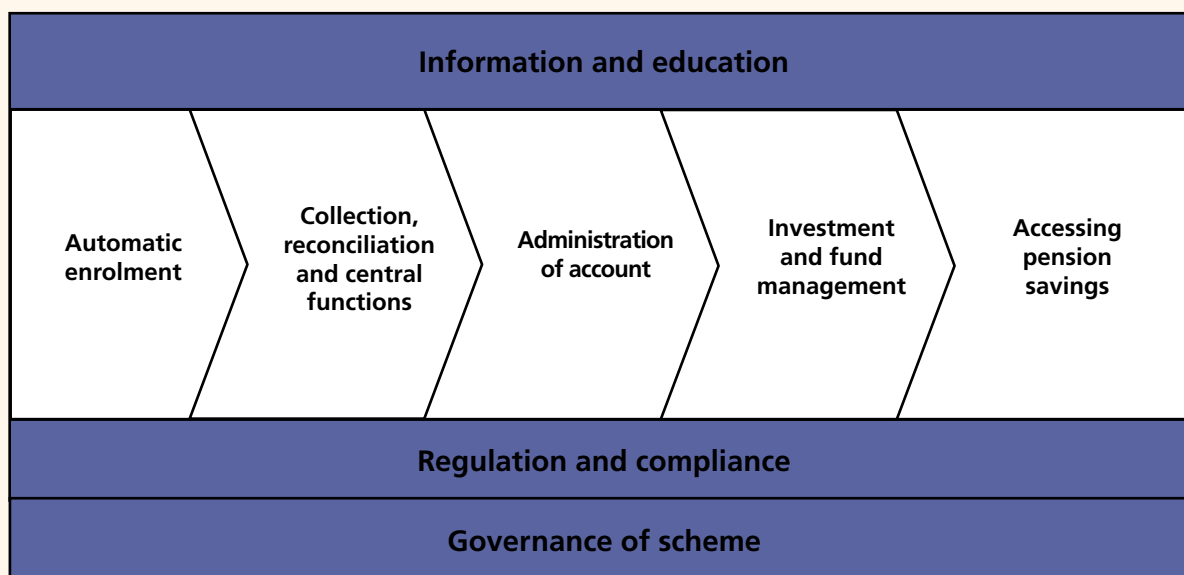 Information and education
Automatic
enrolment
Collection,
reconciliation
and central
functions
Administration
of account
Investment
and fund
management
Accessing
pension
savings
Regulation and compliance
Governance of scheme